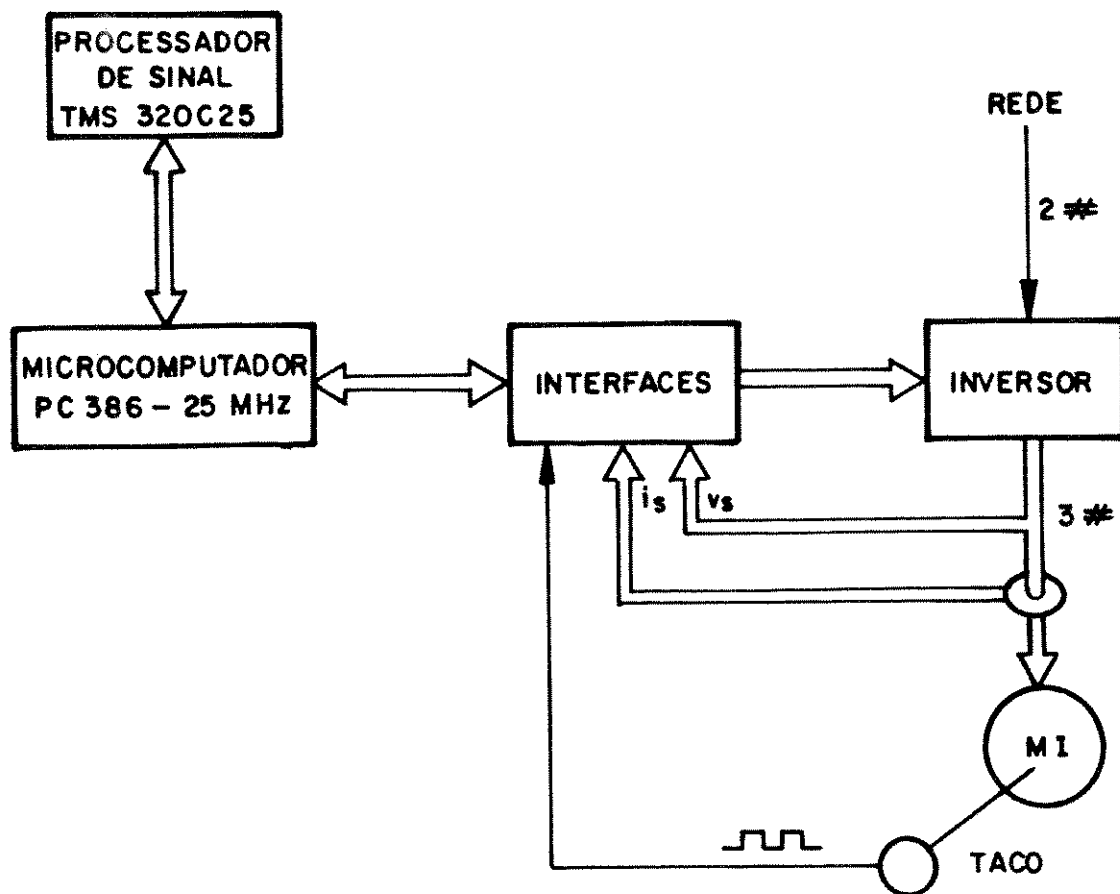 PROCESSADOR
DE SINAL
TMS 320C25
REDE
2 #
MICROCOMPUTADOR
PC 386 - 25 MHz
INTERFACES
INVERSOR
is
vs
3 #
MI
TACO